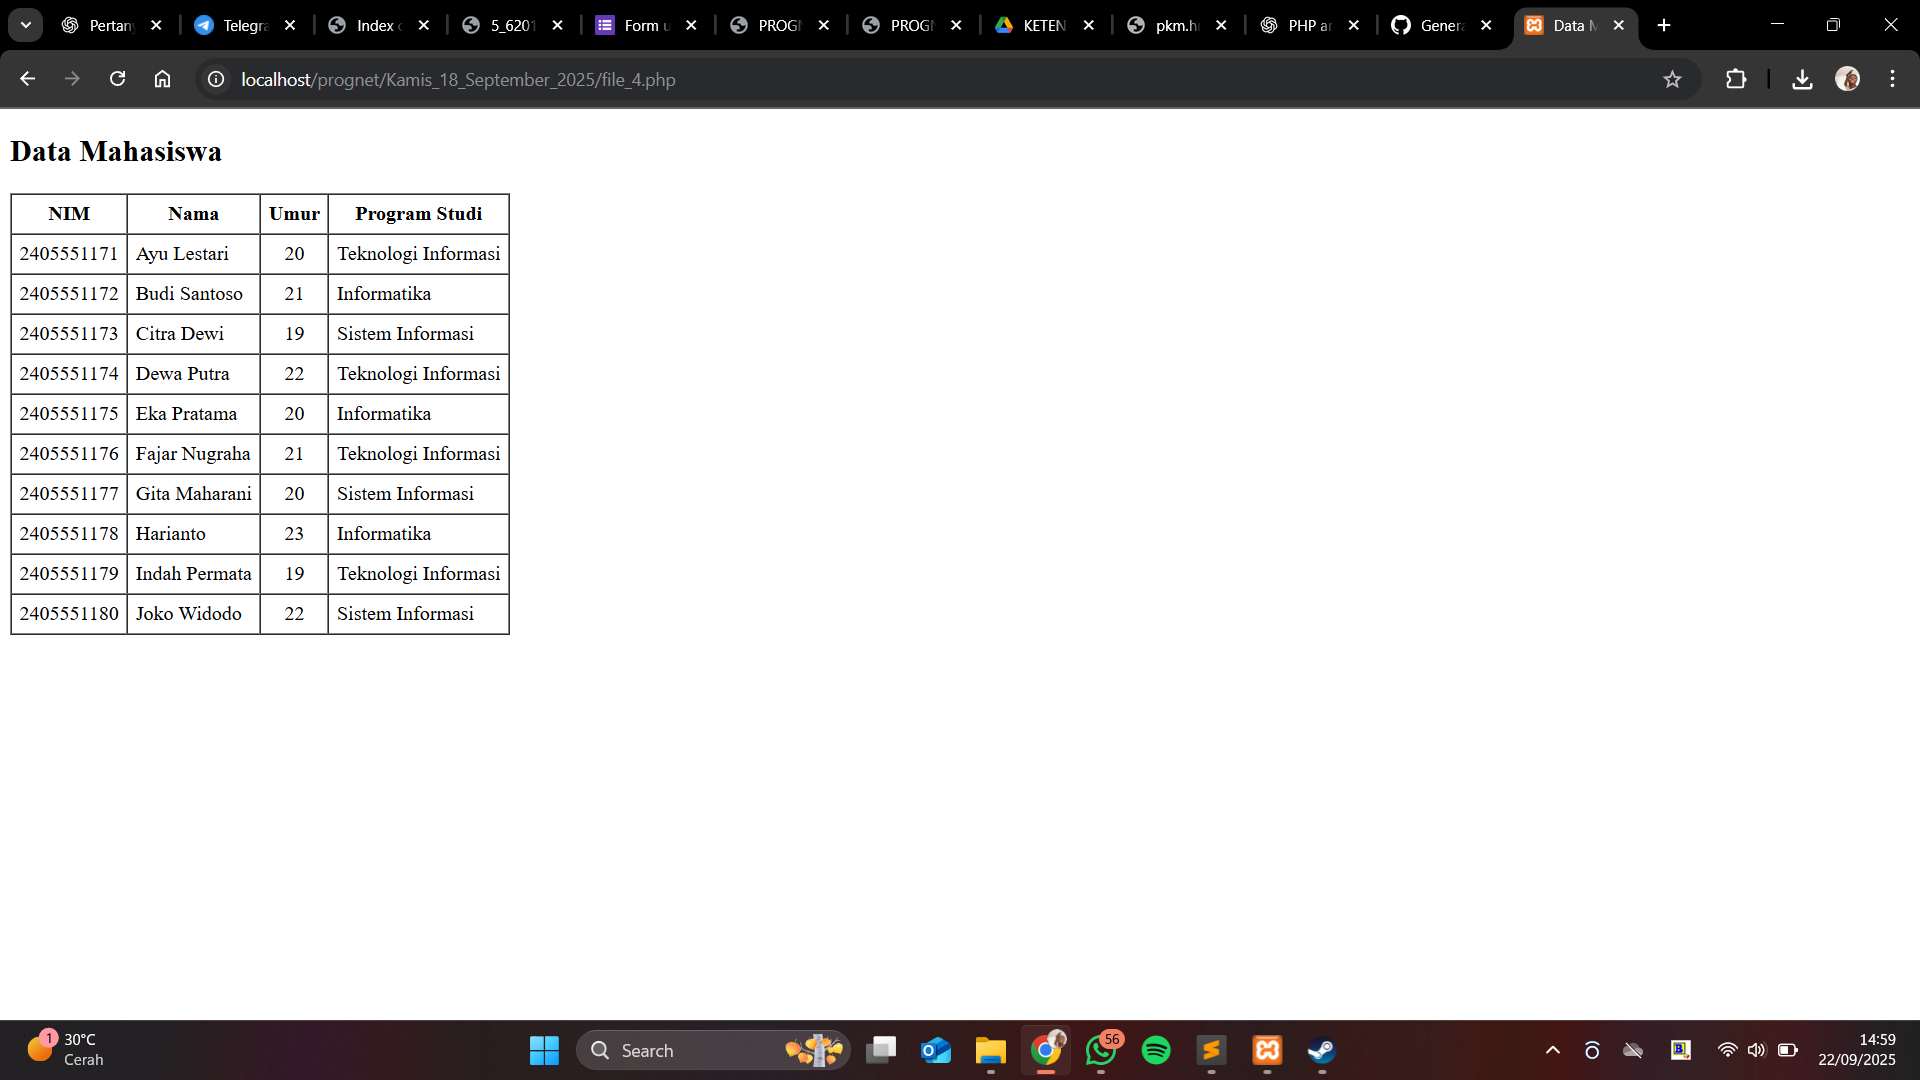 Pertan
Telegra
Index
5_6201
Form u
PROG
PROG
KETEN
pkm.h
PHP a
Genera
Data M
localhost/prognet/Kamis_18_September_2025/file_4.php
Data Mahasiswa
NIM Nama Umur Program Studi
2405551171 Ayu Lestari 20 Teknologi Informasi
2405551172 Budi Santoso 21 Informatika
2405551173 Citra Dewi 19 Sistem Informasi
2405551174 Dewa Putra 22 Teknologi Informasi
2405551175 Eka Pratama 20 Informatika
2405551176 Fajar Nugraha 21 Teknologi Informasi
2405551177 Gita Maharani 20 Sistem Informasi
2405551178 Harianto 23 Informatika
2405551179 Indah Permata 19 Teknologi Informasi
2405551180 Joko Widodo 22 Sistem Informasi
1
30°C
Cerah
Search
56
14:59
22/09/2025